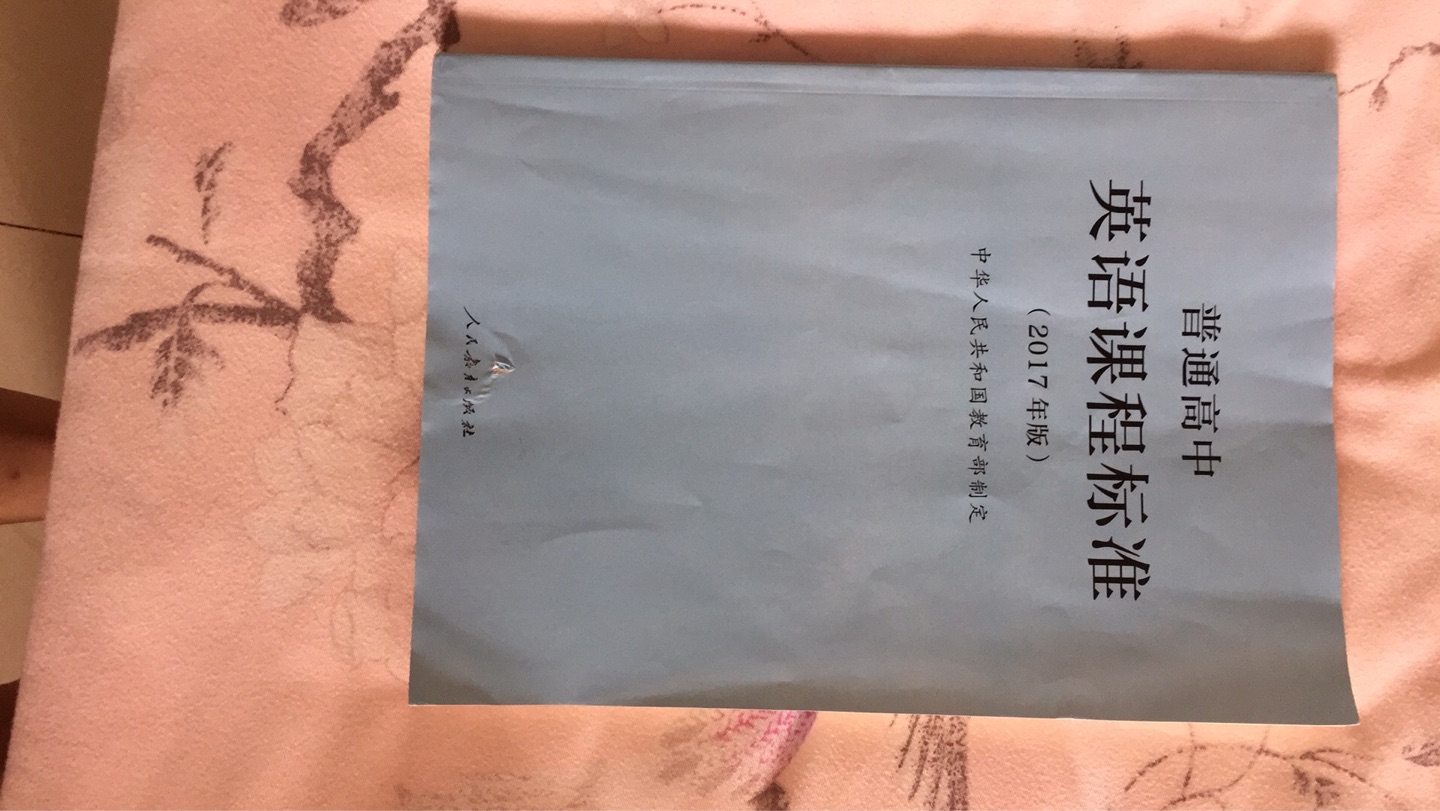 普通高中
英语课程标准
（2017年版）
中华人民共和国教育部制定
人民教育出版社